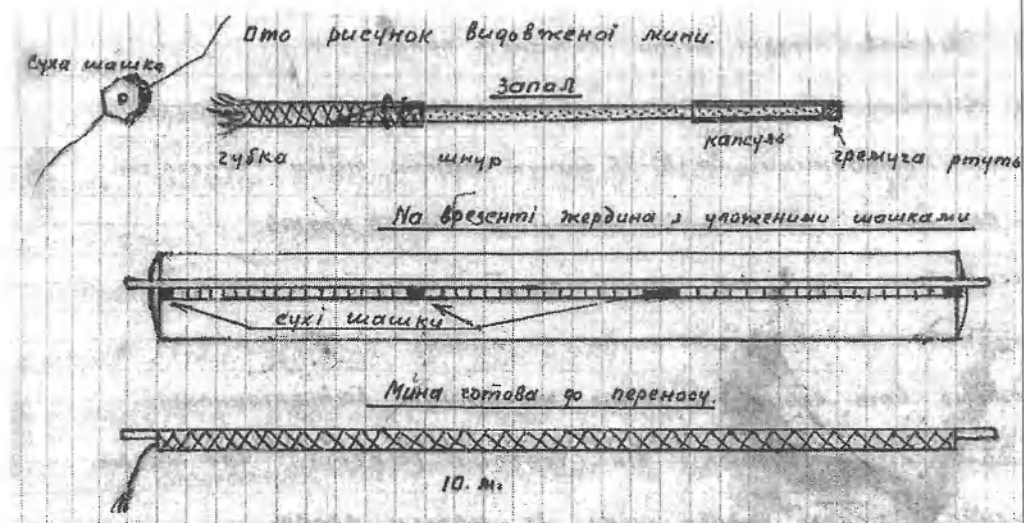 Ото рисунок видовженої мини.
Суха шашка
Запал
губка
шнур
капсуль
гремуча ртуть
На врезенті жердина з уложеними шашками
сухі шашки
Мина готова до переносу.
10. м.